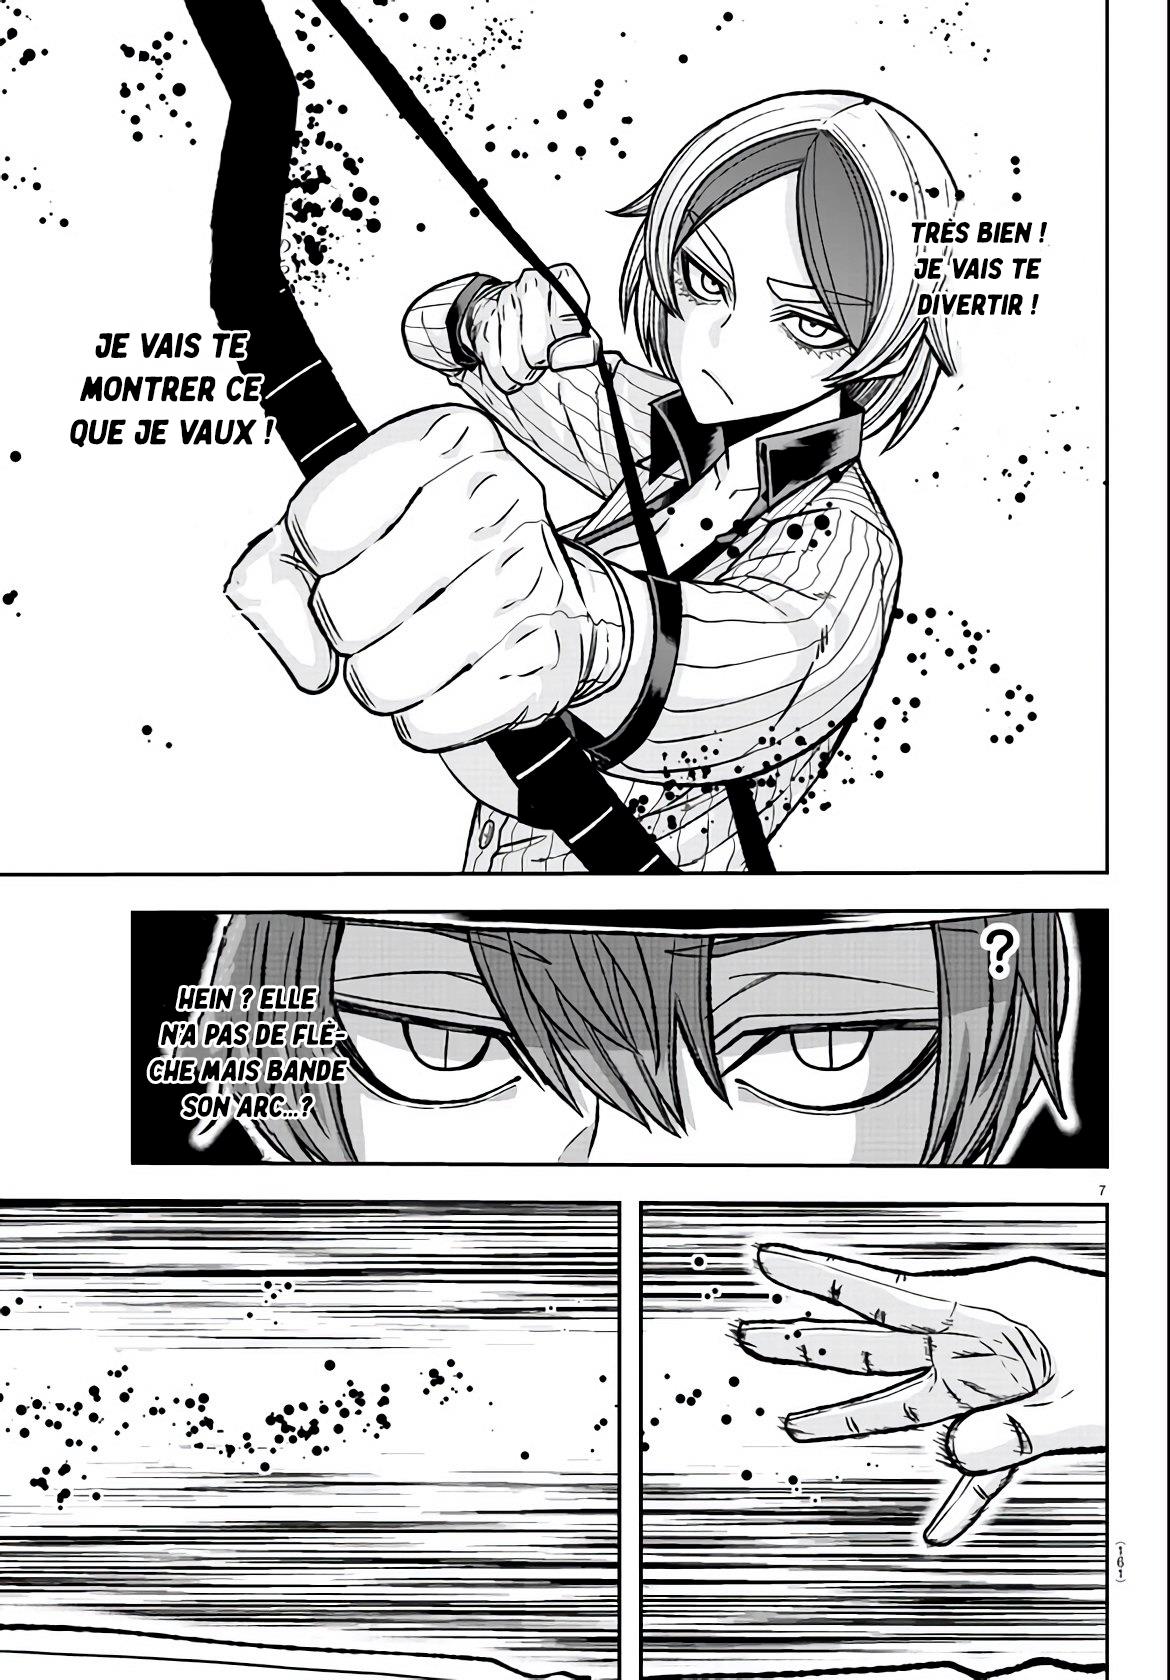 TRÈS BIEN !
JE VAIS TE
DIVERTIR !
JE VAIS TE
MONTRER CE
QUE JE VAUX !
?
HEIN ? ELLE
N'A PAS DE FLÈ-
CHE MAIS BANDE
SON ARC...?
7
(161)